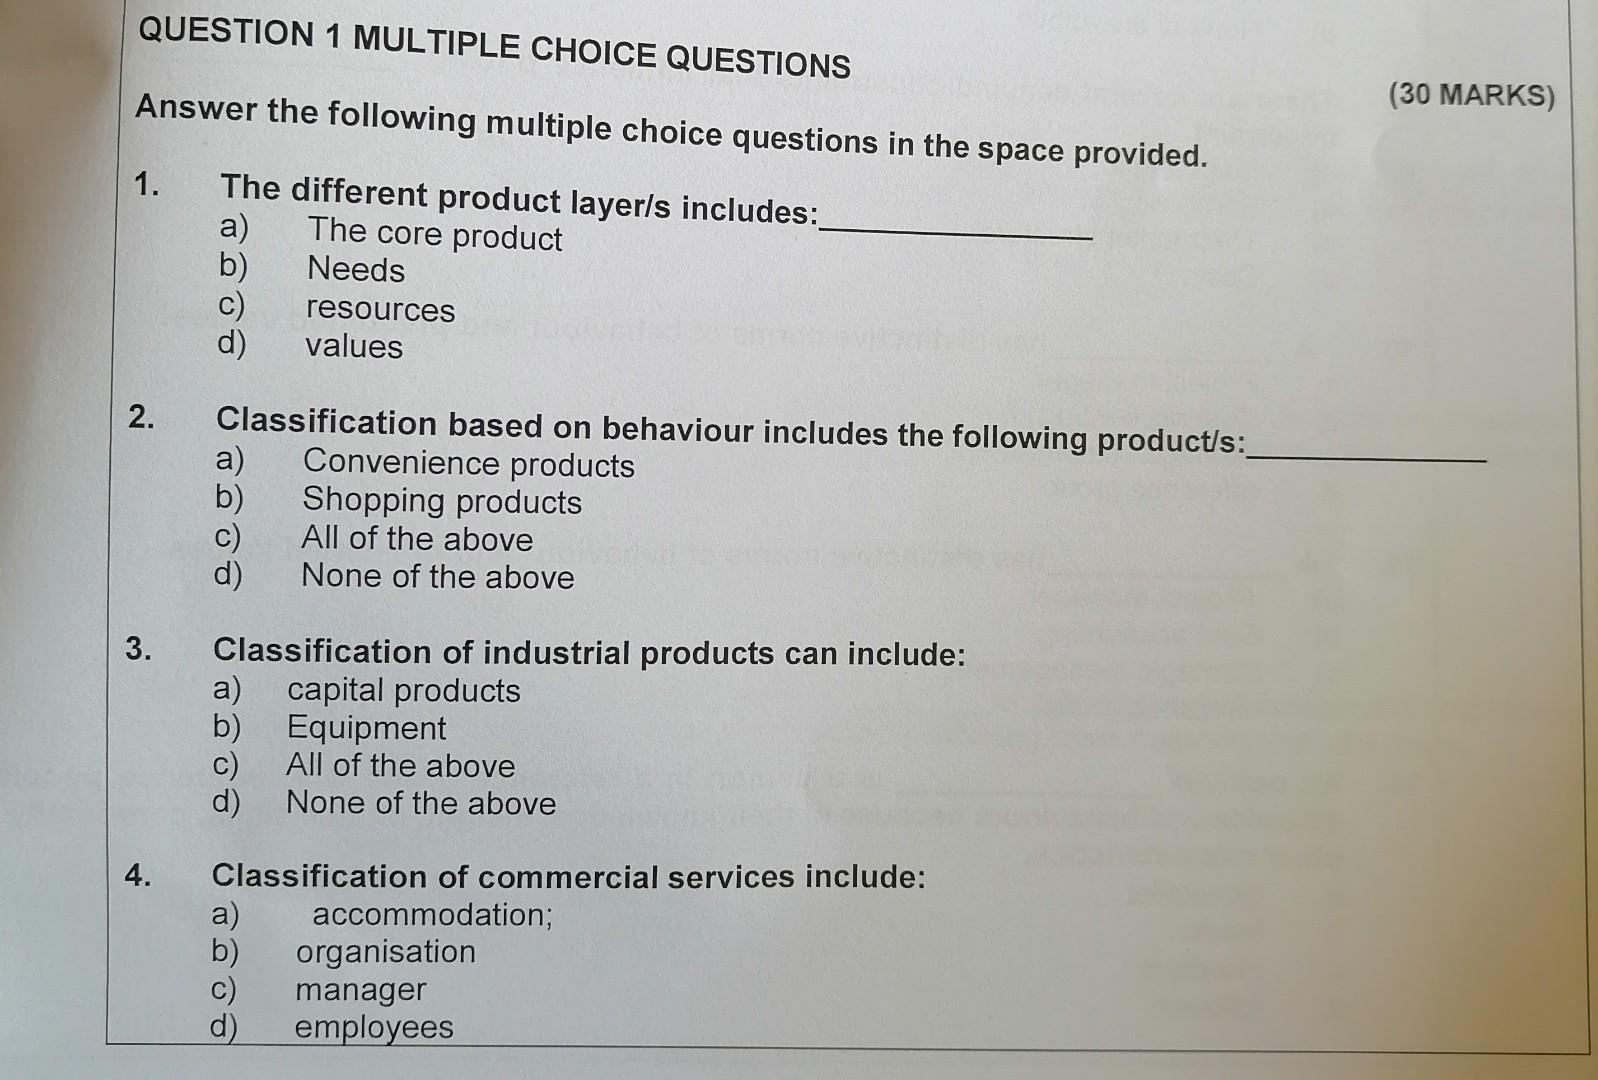 QUESTION 1 MULTIPLE CHOICE QUESTIONS
(30 MARKS)
Answer the following multiple choice questions in the space provided.
1. The different product layer/s includes:
a) The core product
b) Needs
c) resources
d) values
2. Classification based on behaviour includes the following product/s:
a) Convenience products
b) Shopping products
c) All of the above
d) None of the above
3. Classification of industrial products can include:
a) capital products
b) Equipment
c) All of the above
d) None of the above
4. Classification of commercial services include:
a) accommodation;
b) organisation
c) manager
d) employees